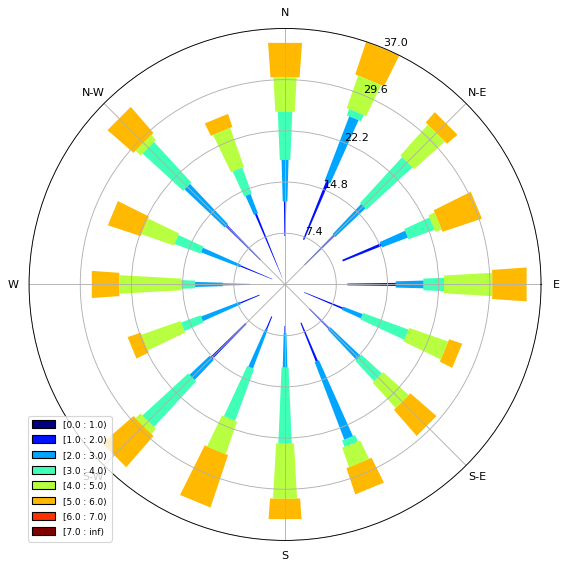 N
37.0
N-W
29.6
N-E
22.2
14.8
7.4
W
E
[0.0 : 1.0)
[1.0 : 2.0)
[2.0 : 3.0)
[3.0 : 4.0)
[4.0 : 5.0)
[5.0 : 6.0)
[6.0 : 7.0)
[7.0 : inf)
S-W
S-E
S